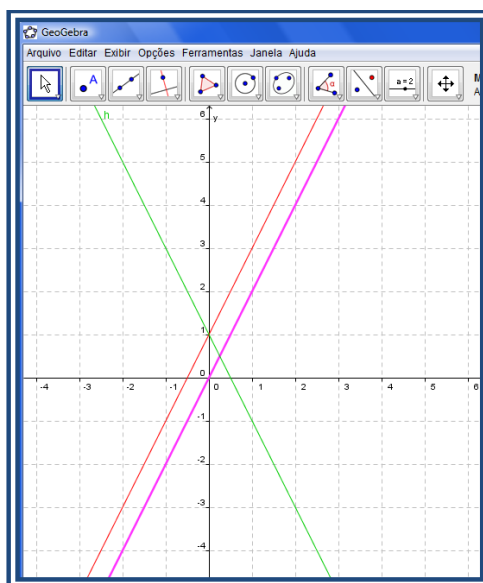 GeoGebra
Arquivo Editar Exibir Opções Ferramentas Janela Ajuda
A
α
a=2
M
A
h
y
6
5
4
3
2
1
0
-1
-2
-3
-4
-4 -3 -2 -1 0 1 2 3 4 5 6